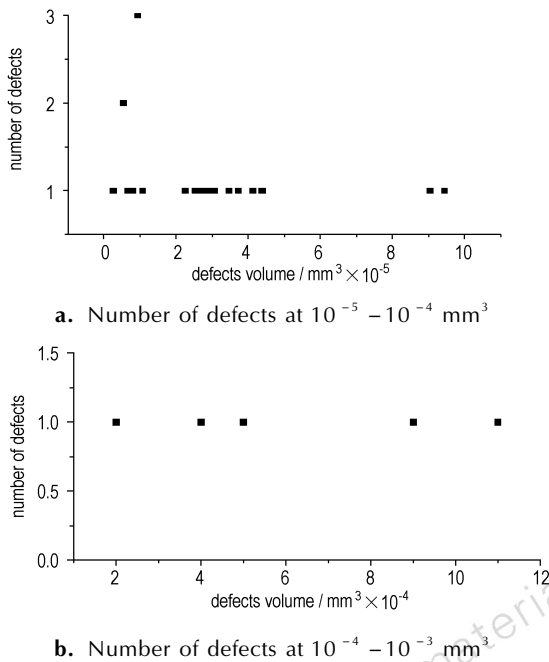 3
2
1
number of defects
0 2 4 6 8 10
defects volume / mm³×10⁻⁵
a. Number of defects at 10⁻⁵ – 10⁻⁴ mm³
1.5
1.0
0.5
0.0
number of defects
2 4 6 8 10 12
defects volume / mm³×10⁻⁴
b. Number of defects at 10⁻⁴ – 10⁻³ mm³